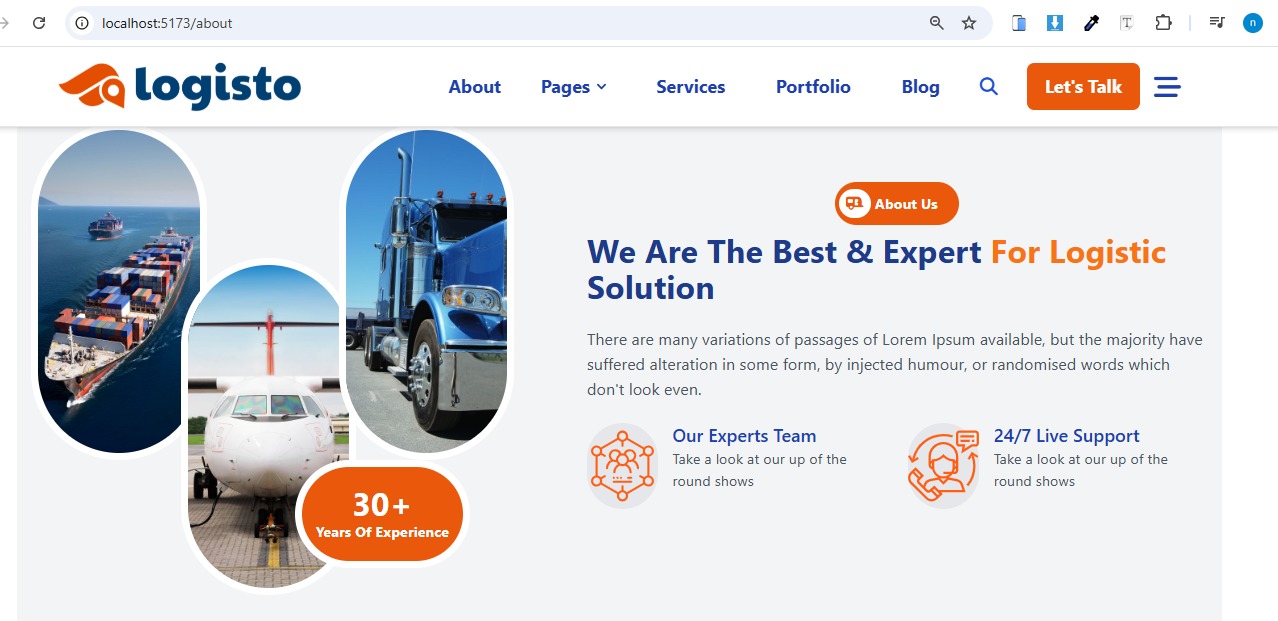 localhost:5173/about
T
n
logisto
About
Pages
Services
Portfolio
Blog
Let's Talk
About Us
We Are The Best & Expert For Logistic
Solution
There are many variations of passages of Lorem Ipsum available, but the majority have
suffered alteration in some form, by injected humour, or randomised words which
don't look even.
Our Experts Team
Take a look at our up of the
round shows
24/7 Live Support
Take a look at our up of the
round shows
30+
Years Of Experience